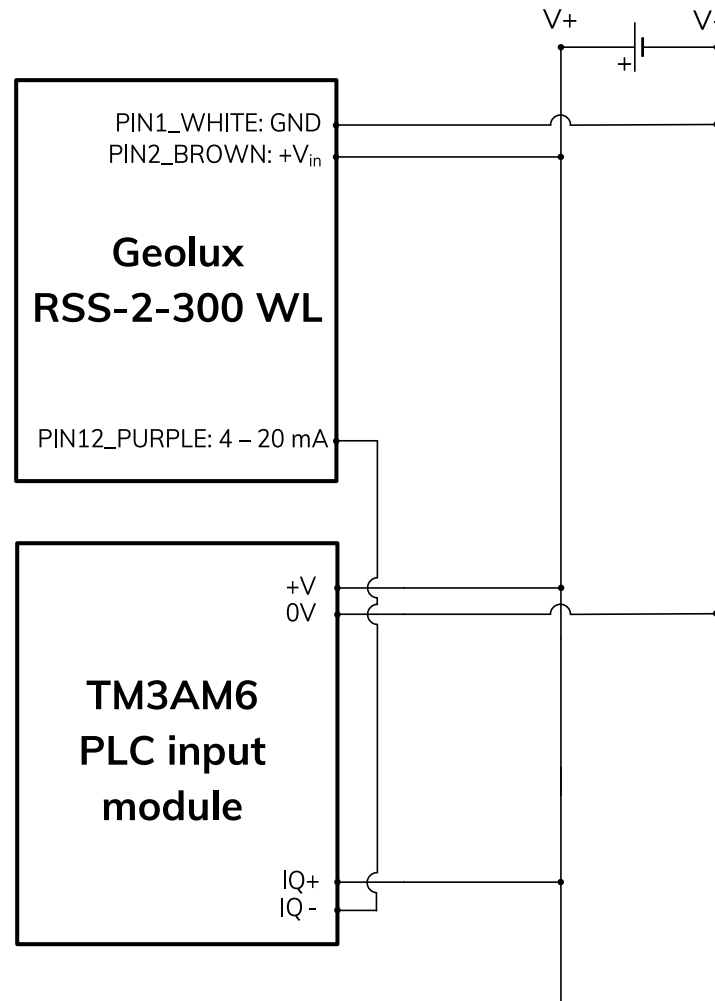 V+
V-
+
PIN1_WHITE: GND
PIN2_BROWN: +Vin
Geolux
RSS-2-300 WL
PIN12_PURPLE: 4 – 20 mA
+V
0V
TM3AM6
PLC input
module
IQ+
IQ -